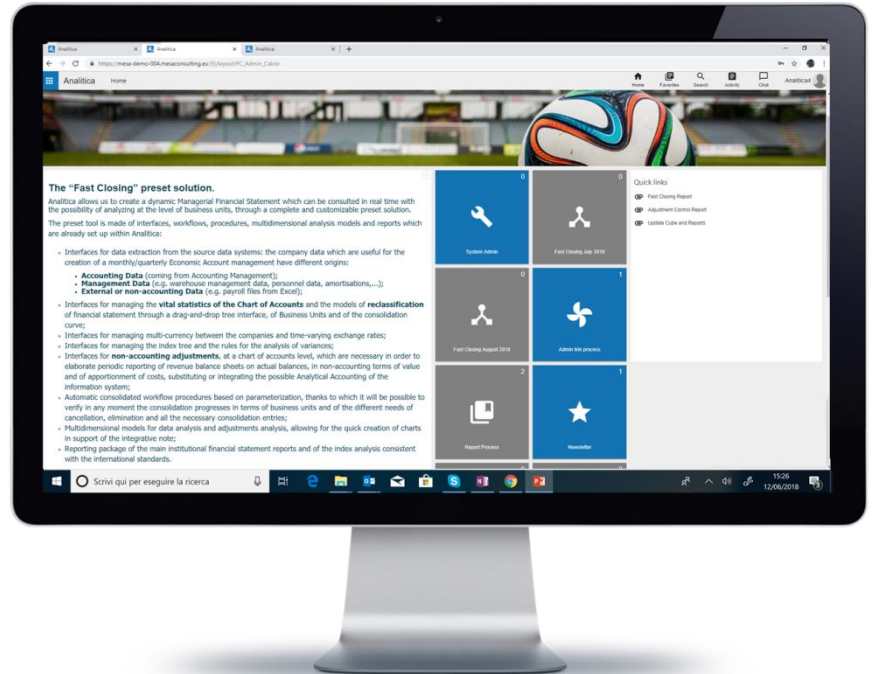 Analitica
Analitica
Analitica
https://mesa-demo-004.mesaconsulting.eu:35/layout/FC_Admin_Calcio
Analitica
Home
Home
Favorites
Search
Activity
Chat
Analitica4
The “Fast Closing” preset solution.
Analitica allows us to create a dynamic Managerial Financial Statement which can be consulted in real time with
the possibility of analyzing at the level of business units, through a complete and customizable preset solution.
The preset tool is made of interfaces, workflows, procedures, multidimensional analysis models and reports which
are already set up within Analitica:
Interfaces for data extraction from the source data systems: the company data which are useful for the
creation of a monthly/quarterly Economic Account management have different origins:
Accounting Data (coming from Accounting Management);
Management Data (e.g. warehouse management data, personnel data, amortisations,...);
External or non-accounting Data (e.g. payroll files from Excel);
Interfaces for managing the vital statistics of the Chart of Accounts and the models of reclassification
of financial statement through a drag-and-drop tree interface, of Business Units and of the consolidation
curve;
Interfaces for managing multi-currency between the companies and time-varying exchange rates;
Interfaces for managing the index tree and the rules for the analysis of variances;
Interfaces for non-accounting adjustments, at a chart of accounts level, which are necessary in order to
elaborate periodic reporting of revenue balance sheets on actual balances, in non-accounting terms of value
and of apportionment of costs, substituting or integrating the possible Analytical Accounting of the
information system;
Automatic consolidated workflow procedures based on parameterization, thanks to which it will be possible to
verify in any moment the consolidation progresses in terms of business units and of the different needs of
cancellation, elimination and all the necessary consolidation entries;
Multidimensional models for data analysis and adjustments analysis, allowing for the quick creation of charts
in support of the integrative note;
Reporting package of the main institutional financial statement reports and of the index analysis consistent
with the international standards.
0
System Admin
0
Fast Closing July 2018
0
Fast Closing August 2018
1
Admin link process
2
Report Process
1
Newsletter
Quick links
Fast Closing Report
Adjustment Control Report
Update Cube and Reports
Scrivi qui per eseguire la ricerca
15:26
12/06/2018
3